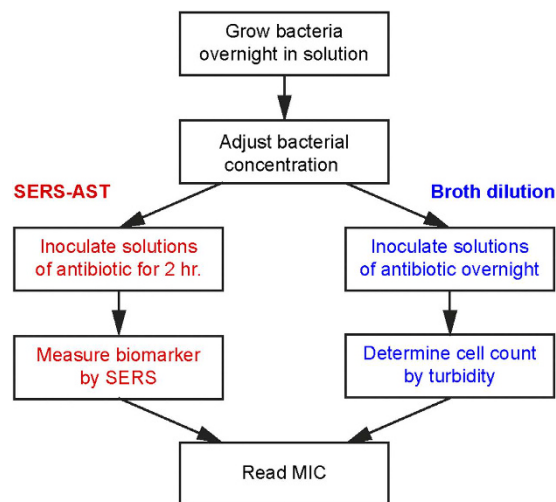 Grow bacteria
overnight in solution
Adjust bacterial
concentration
SERS-AST
Broth dilution
Inoculate solutions
of antibiotic for 2 hr.
Inoculate solutions
of antibiotic overnight
Measure biomarker
by SERS
Determine cell count
by turbidity
Read MIC